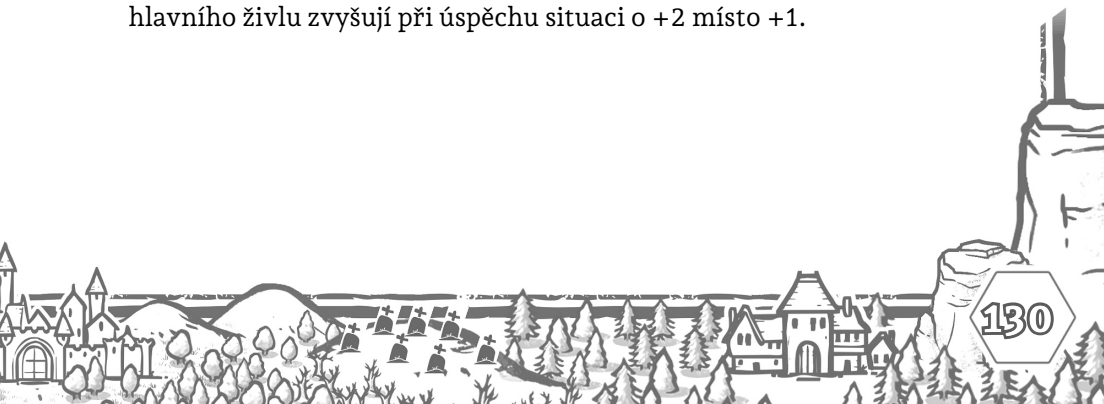 hlavního živlu zvyšují při úspěchu situaci o +2 místo +1.
130